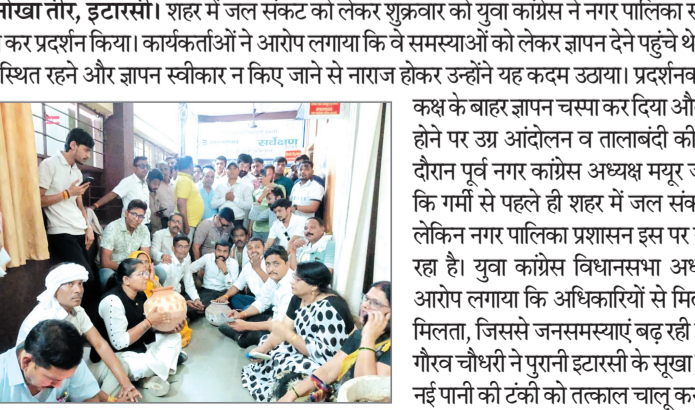 नोखा तीर, इटारसी। शहर में जल संकट को लेकर शुक्रवार को युवा कांग्रेस ने नगर पालिका
कर प्रदर्शन किया। कार्यकर्ताओं ने आरोप लगाया कि वे समस्याओं को लेकर ज्ञापन देने पहुंचे थे
स्थित रहने और ज्ञापन स्वीकार न किए जाने से नाराज होकर उन्होंने यह कदम उठाया। प्रदर्शनक
कक्ष के बाहर ज्ञापन चस्पा कर दिया औ
होने पर उग्र आंदोलन व तालाबंदी की
दौरान पूर्व नगर कांग्रेस अध्यक्ष मयूर
कि गर्मी से पहले ही शहर में जल संक
लेकिन नगर पालिका प्रशासन इस पर
रहा है। युवा कांग्रेस विधानसभा अध
आरोप लगाया कि अधिकारियों से मि
मिलता, जिससे जनसमस्याएं बढ़ रही
गौरव चौधरी ने पुरानी इटारसी के सूखा
नई पानी की टंकी को तत्काल चालू क
सर्वेक्षण